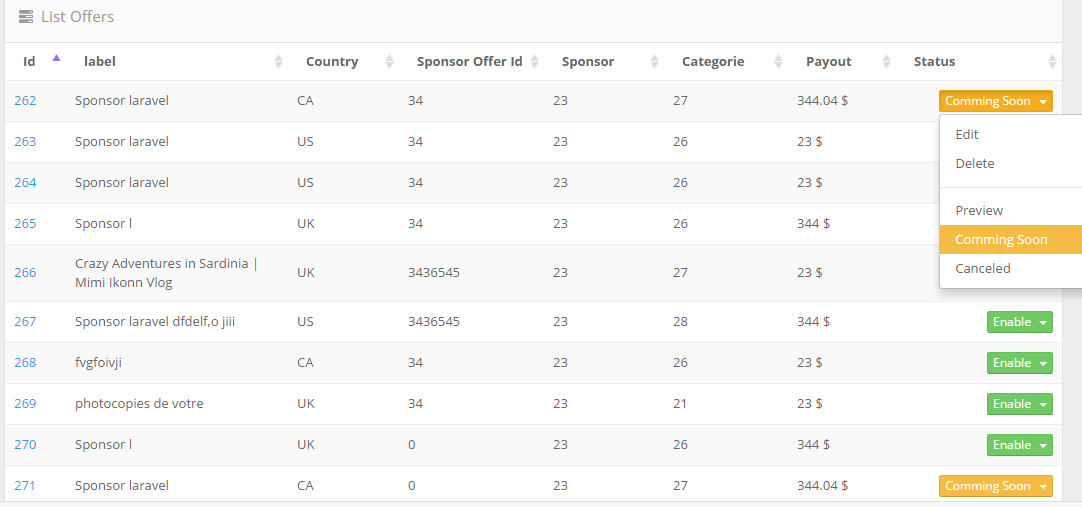 List Offers
Id label Country Sponsor Offer Id Sponsor Categorie Payout Status
262 Sponsor laravel CA 34 23 27 344.04 $ Comming Soon
Edit
263 Sponsor laravel US 34 23 26 23 $
Delete
264 Sponsor laravel US 34 23 26 23 $
Preview
265 Sponsor l UK 34 23 26 344 $
Comming Soon
Crazy Adventures in Sardinia |
266 UK 3436545 23 27 23 $
Mimi Ikonn Vlog
Canceled
267 Sponsor laravel dfdelf,o jiii US 3436545 23 28 344 $ Enable
268 fvgfoivji CA 34 23 26 23 $ Enable
269 photocopies de votre UK 34 23 21 23 $ Enable
270 Sponsor l UK 0 23 26 344 $ Enable
271 Sponsor laravel CA 0 23 27 344.04 $ Comming Soon